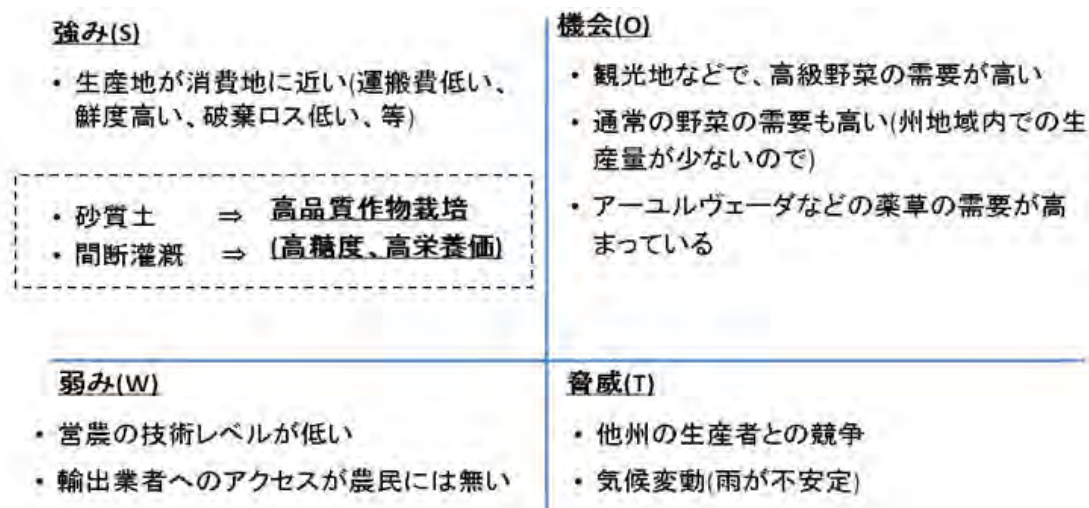 強み(S)
・ 生産地が消費地に近い(運搬費低い、
鮮度高い、破棄ロス低い、等)
・ 砂質土 ⇒ 高品質作物栽培
・ 間断灌漑 ⇒ (高糖度、高栄養価)
機会(O)
・ 観光地などで、高級野菜の需要が高い
・ 通常の野菜の需要も高い(州地域内での生
産量が少ないので)
・ アーユルヴェーダなどの薬草の需要が高
まっている
弱み(W)
・ 営農の技術レベルが低い
・ 輸出業者へのアクセスが農民には無い
脅威(T)
・ 他州の生産者との競争
・ 気候変動(雨が不安定)